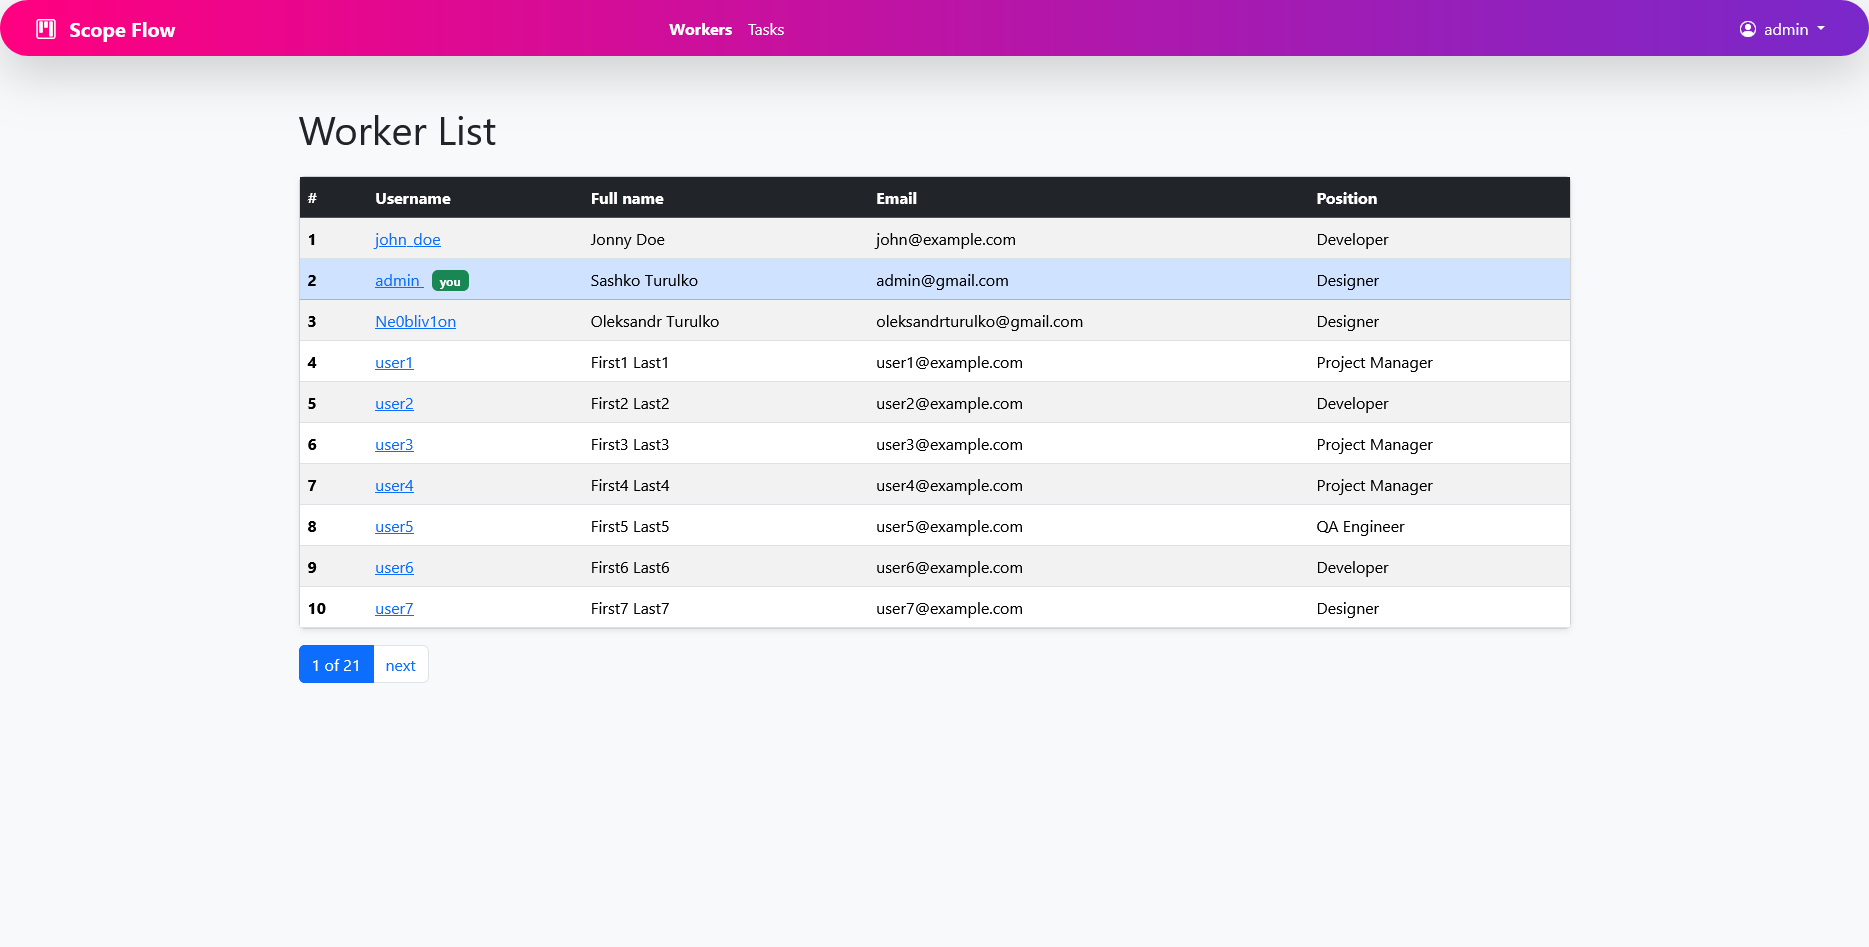 Scope Flow Workers Tasks admin
Worker List
# Username Full name Email Position
1 john_doe Jonny Doe john@example.com Developer
2 admin you Sashko Turulko admin@gmail.com Designer
3 Ne0bliv1on Oleksandr Turulko oleksandrturulko@gmail.com Designer
4 user1 First1 Last1 user1@example.com Project Manager
5 user2 First2 Last2 user2@example.com Developer
6 user3 First3 Last3 user3@example.com Project Manager
7 user4 First4 Last4 user4@example.com Project Manager
8 user5 First5 Last5 user5@example.com QA Engineer
9 user6 First6 Last6 user6@example.com Developer
10 user7 First7 Last7 user7@example.com Designer
1 of 21 next